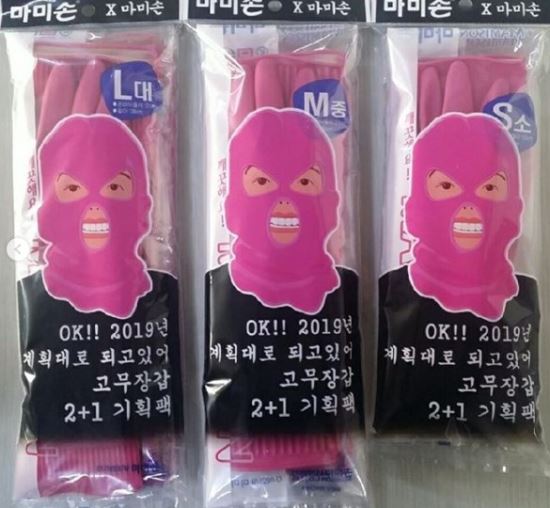 마미손 X 마미손
마미손 X 마미손
마미손 X 마미손
L대
M중
S소
깨끗해요!
OK!! 2019년
계획대로 되고있어
고무장갑
2+1 기획팩
OK!! 2019년
계획대로 되고있어
고무장갑
2+1 기획팩
OK!! 2019년
계획대로 되고있어
고무장갑
2+1 기획팩